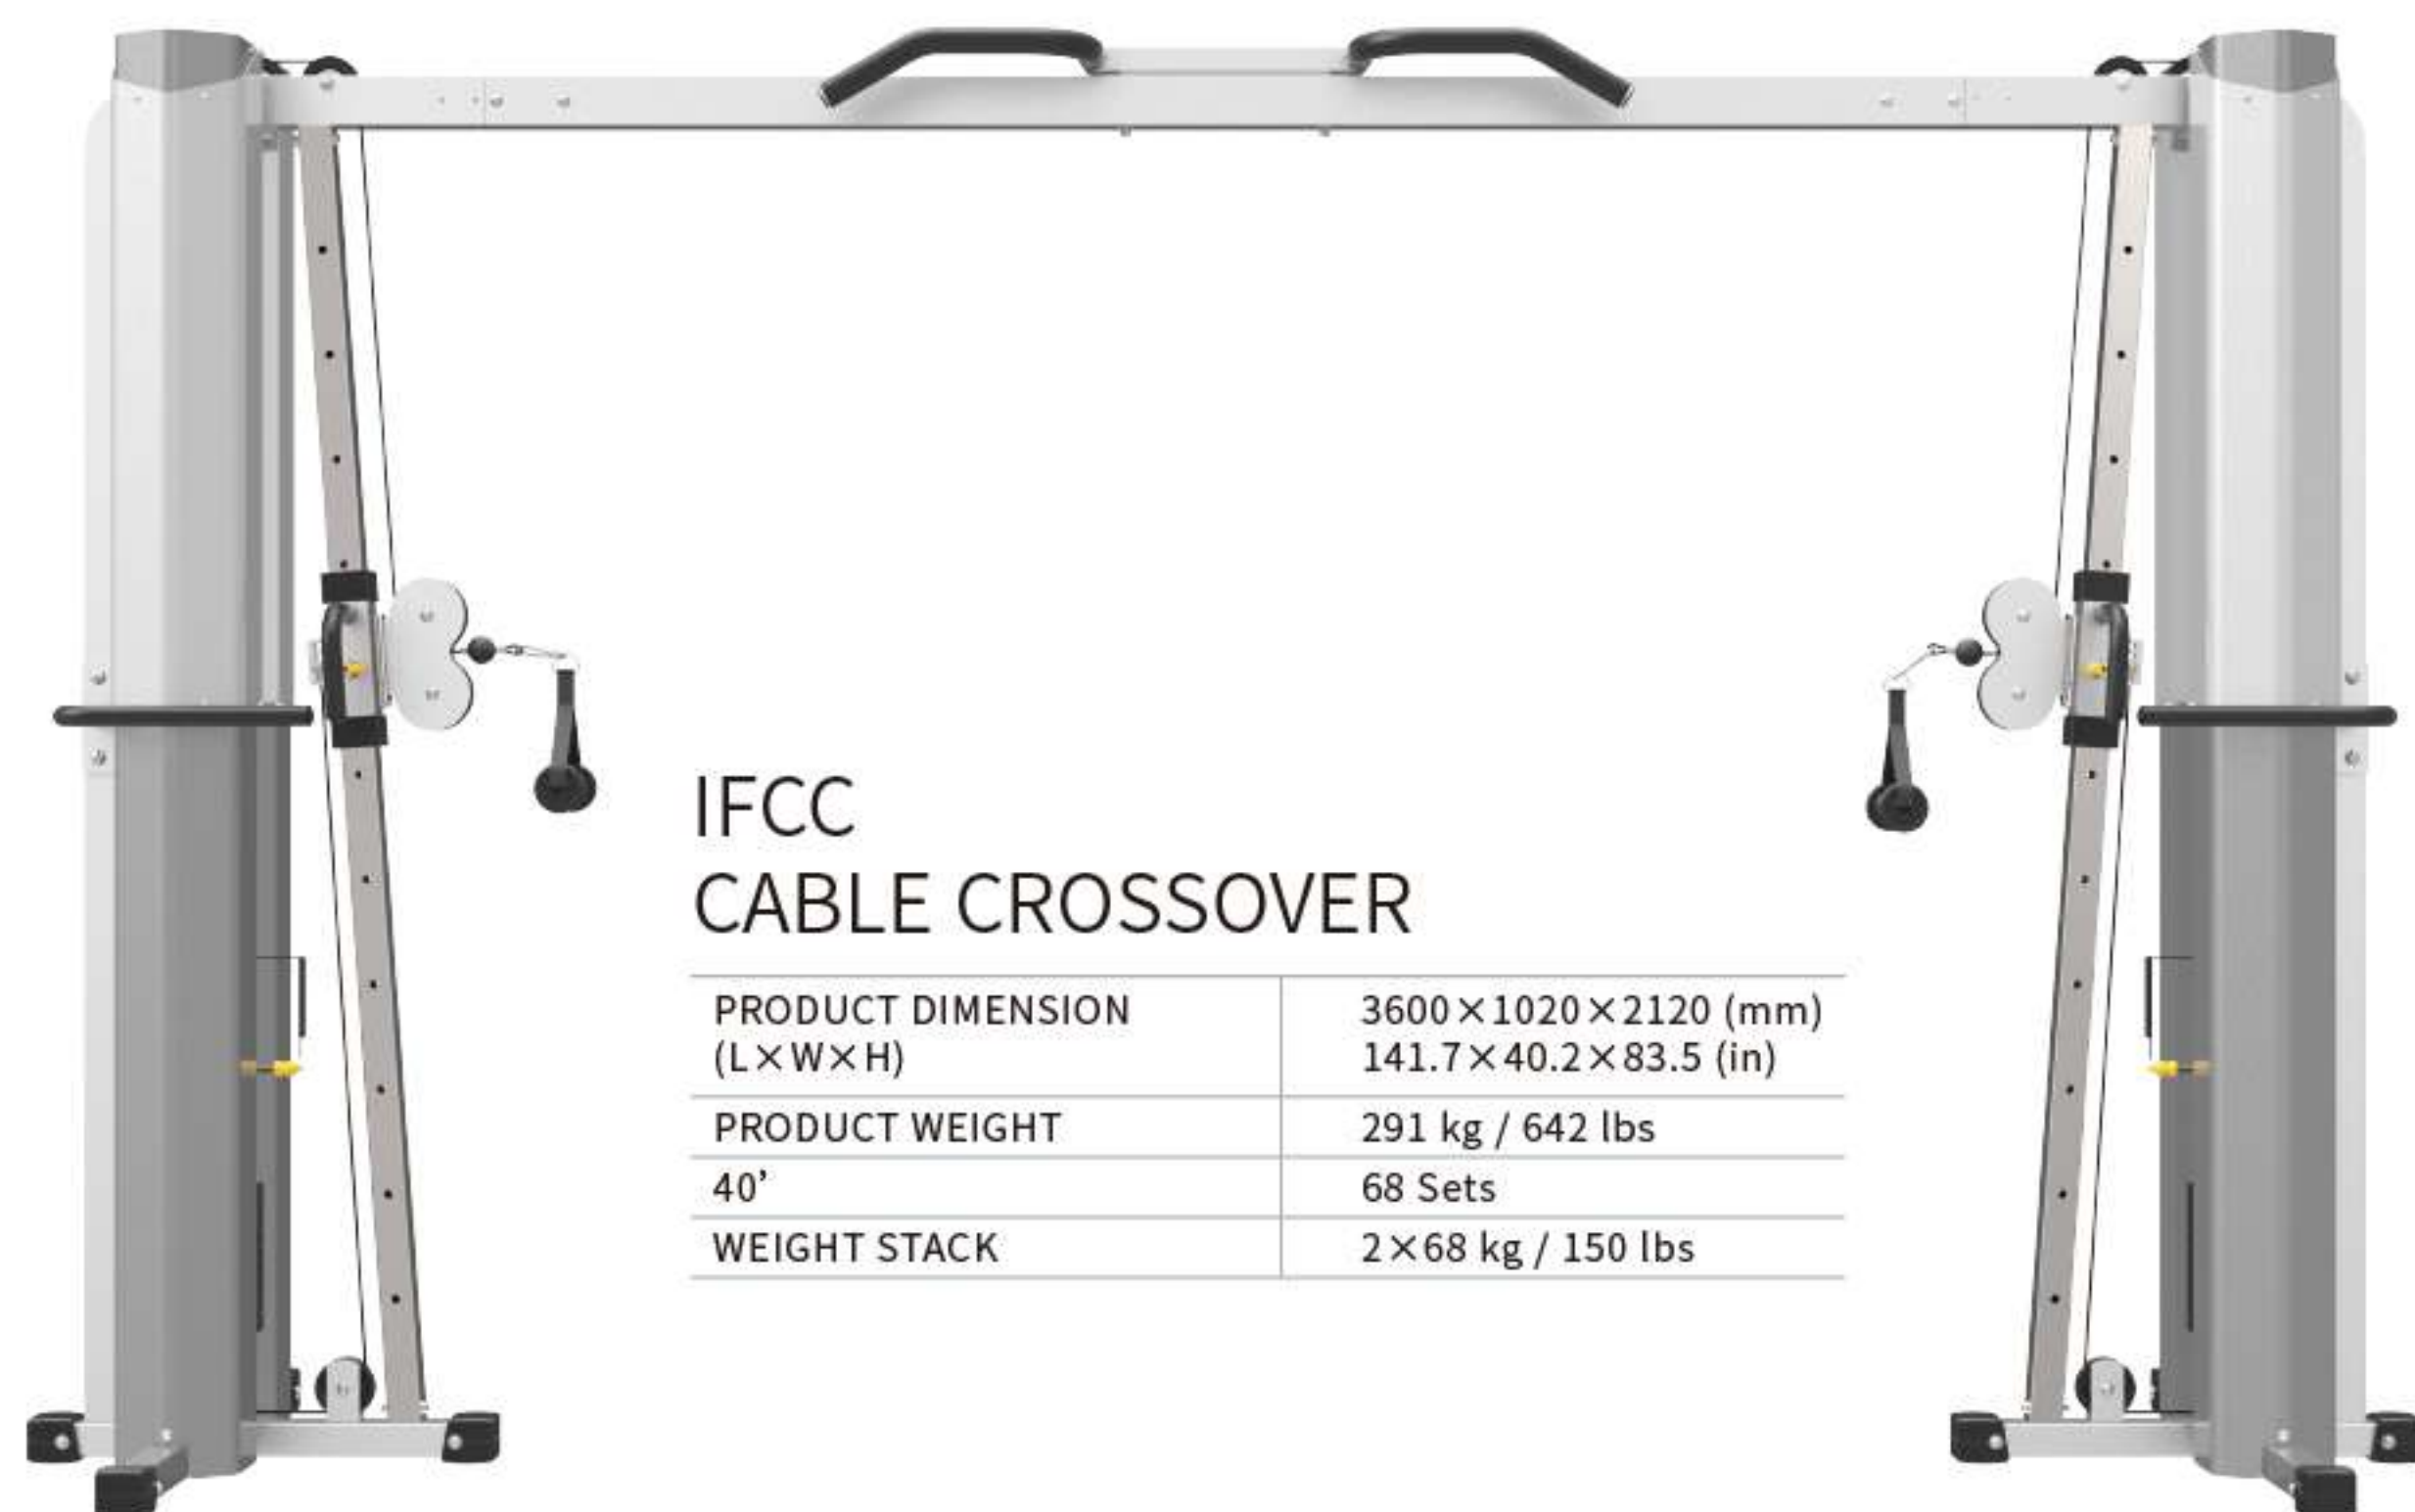 IFCC
CABLE CROSSOVER
PRODUCT DIMENSION
(L×W×H)
3600×1020×2120 (mm)
141.7×40.2×83.5 (in)
PRODUCT WEIGHT
291 kg / 642 lbs
40’
68 Sets
WEIGHT STACK
2×68 kg / 150 lbs